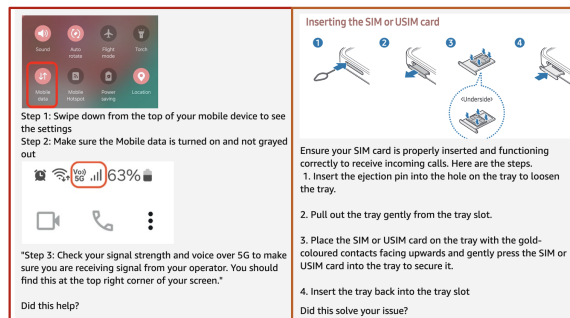 Sound
Auto rotate
Flight mode
Torch
Mobile data
Mobile Hotspot
Power saving
Location
Step 1: Swipe down from the top of your mobile device to see
the settings
Step 2: Make sure the Mobile data is turned on and not grayed
out
Vo)) 5G 63%
"Step 3: Check your signal strength and voice over 5G to make
sure you are receiving signal from your operator. You should
find this at the top right corner of your screen."
Did this help?
Inserting the SIM or USIM card
1 2 3 4
<Underside>
Ensure your SIM card is properly inserted and functioning
correctly to receive incoming calls. Here are the steps.
1. Insert the ejection pin into the hole on the tray to loosen
the tray.
2. Pull out the tray gently from the tray slot.
3. Place the SIM or USIM card on the tray with the gold-
coloured contacts facing upwards and gently press the SIM or
USIM card into the tray to secure it.
4. Insert the tray back into the tray slot
Did this solve your issue?